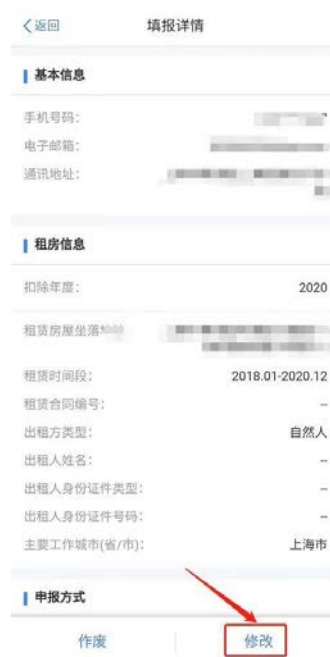 返回 填报详情
基本信息
手机号码:
电子邮箱:
通讯地址:
租房信息
扣除年度: 2020
租赁房屋坐落
租赁时间段: 2018.01-2020.12
租赁合同编号: --
出租方类型: 自然人
出租人姓名: --
出租人身份证件类型: --
出租人身份证件号码: --
主要工作城市(省/市): 上海市
申报方式
作废 修改